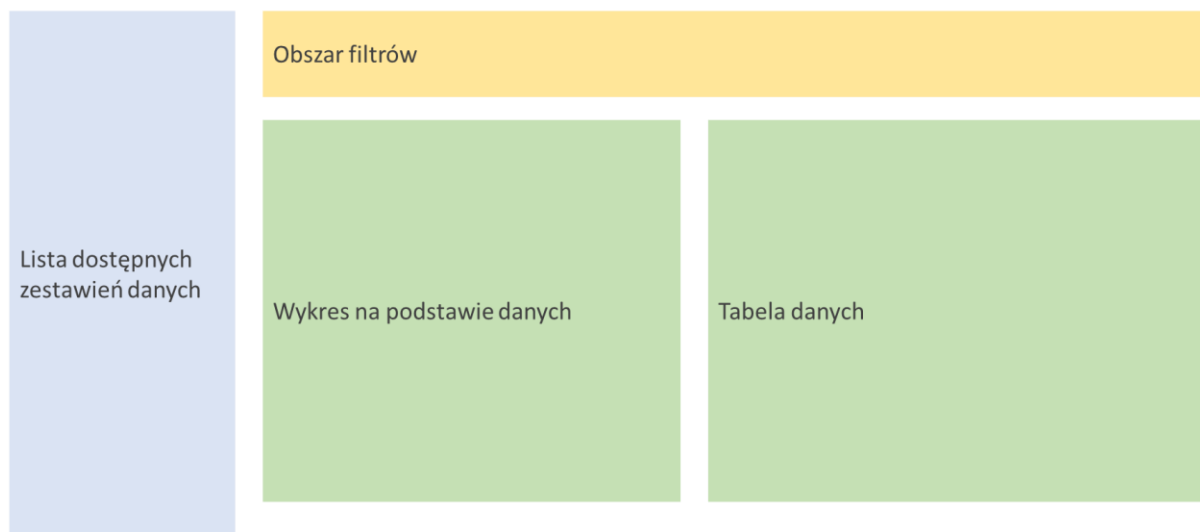 Obszar filtrów
Lista dostępnych
zestawień danych
Wykres na podstawie danych
Tabela danych